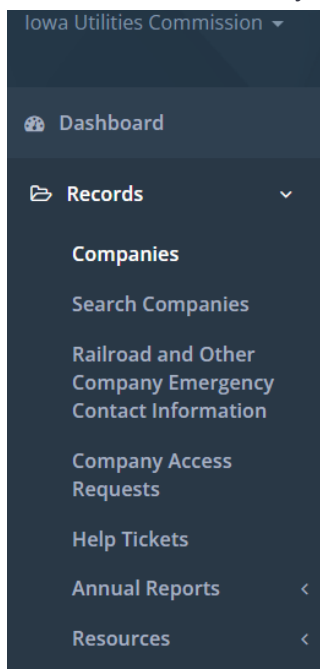 Iowa Utilities Commission
Dashboard
Records
Companies
Search Companies
Railroad and Other
Company Emergency
Contact Information
Company Access
Requests
Help Tickets
Annual Reports
Resources